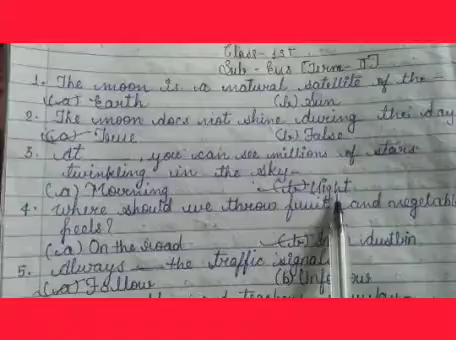 Class - 1st
Sub - Evs [Term - II]
1. The moon is a natural satellite of the -
(a) Earth (b) Sun
2. The moon does not shine during the day
(a) True (b) False
3. At , you can see millions of stars
twinkling in the sky -
(a) Mourning (b) Night
4. Where should we throw fruit and vegetable
peels?
(a) On the road (b) dustbin
5. Always the traffic signal
(a) Follow (b)